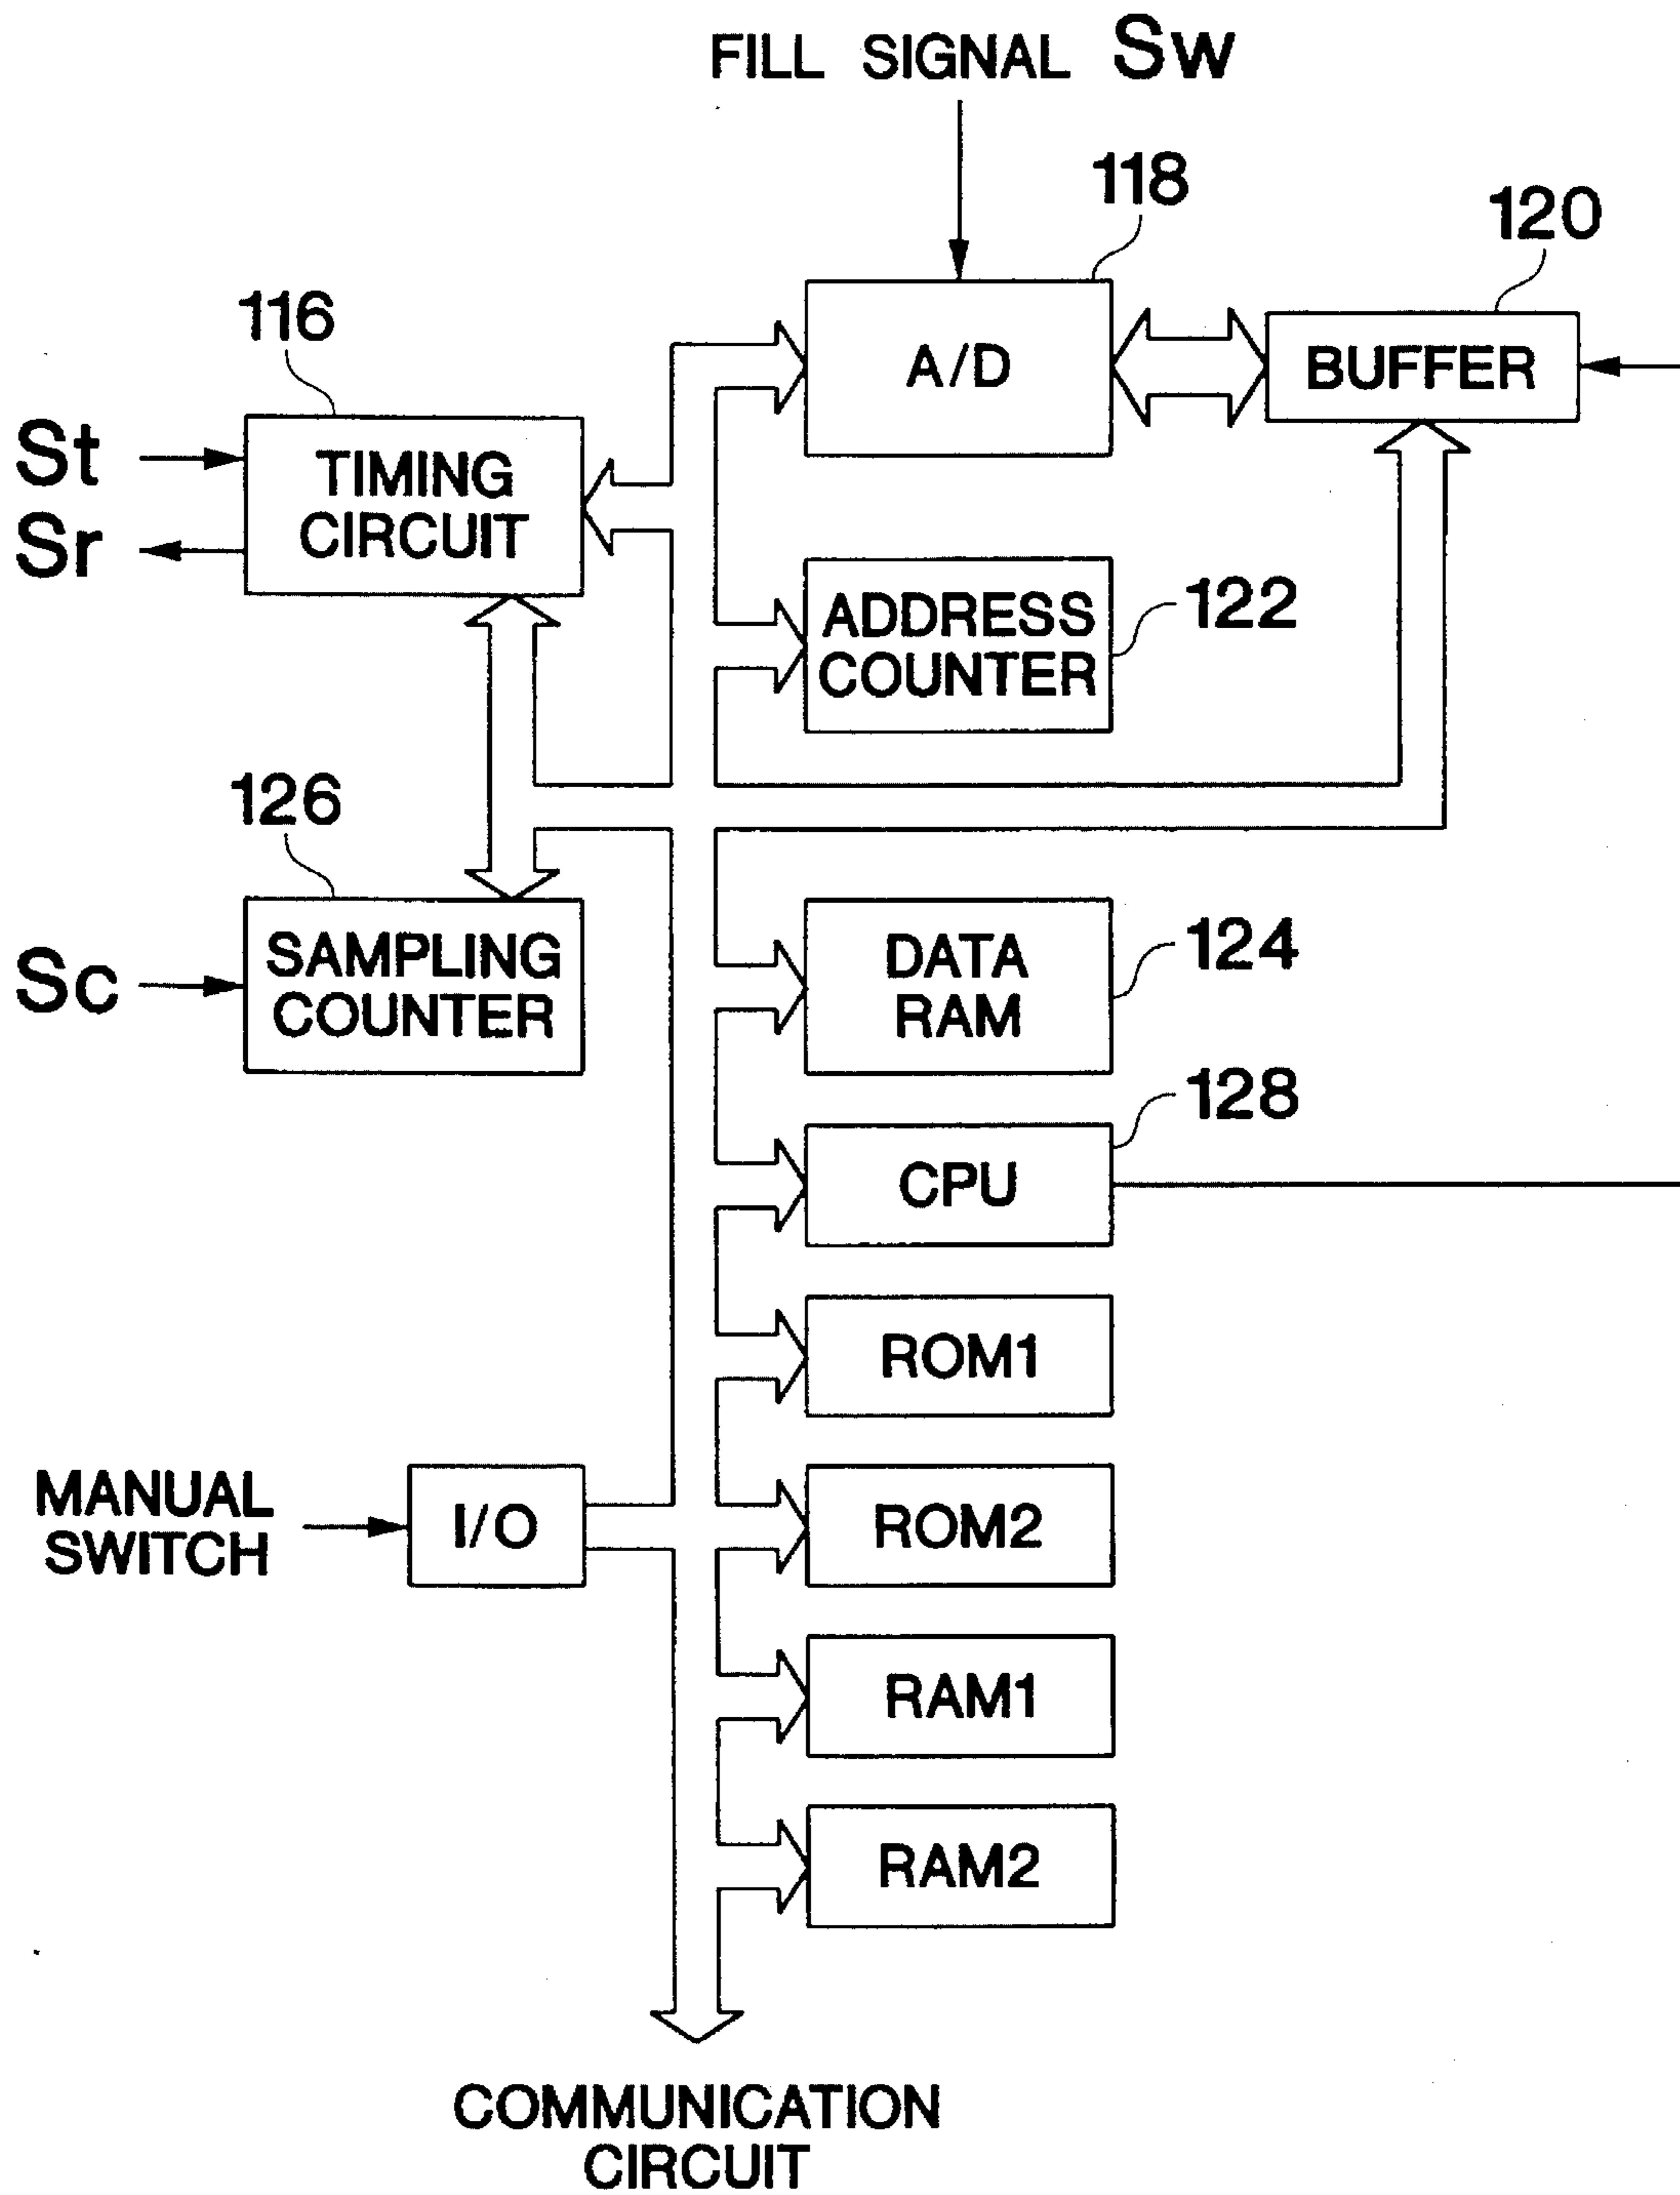 FILL SIGNAL Sw
118
120
116
A/D
BUFFER
St
TIMING
CIRCUIT
Sr
ADDRESS
COUNTER
122
126
SAMPLING
COUNTER
Sc
DATA
RAM
124
128
CPU
ROM1
MANUAL
SWITCH
I/O
ROM2
RAM1
RAM2
COMMUNICATION
CIRCUIT